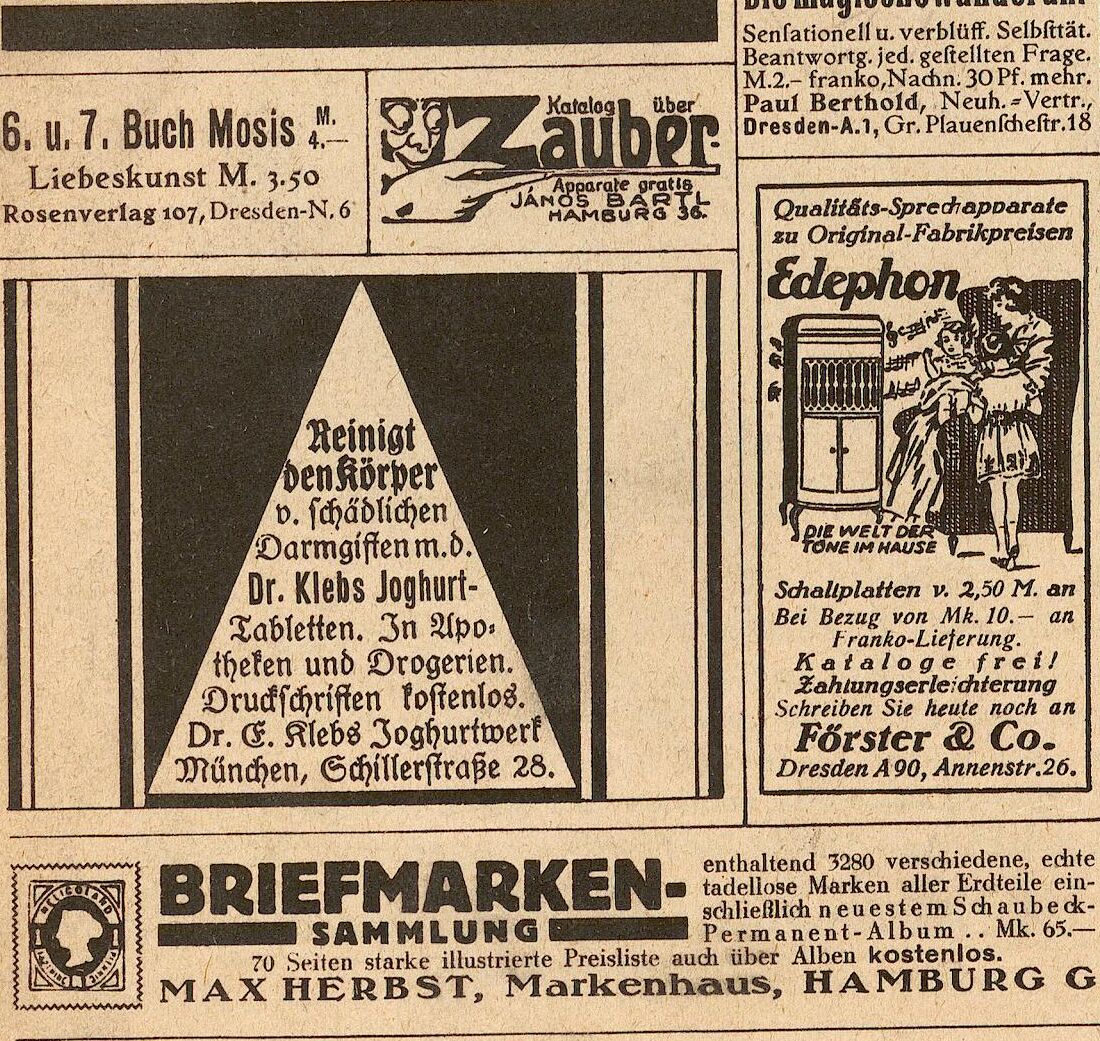 Sensationell u. verblüff. Selbsttät.
Beantwortg. jed. gestellten Frage.
M.2.– franko, Nachn. 30 Pf. mehr.
Paul Berthold, Neuh.=Vertr.,
Dresden-A.1, Gr. Plauenschestr.18
6. u. 7. Buch Mosis M. 4.—
Liebeskunst M. 3.50
Rosenverlag 107, Dresden-N. 6
Katalog über
Zauber-
Apparate gratis
JÁNOS BARTL
HAMBURG 36.
Qualitäts-Sprechapparate
zu Original-Fabrikpreisen
Edephon
DIE WELT DER
TÖNE IM HAUSE
Schallplatten v. 2,50 M. an
Bei Bezug von Mk. 10.— an
Franko-Lieferung.
Kataloge frei!
Zahlungserleichterung
Schreiben Sie heute noch an
Förster & Co.
Dresden A 90, Annenstr. 26.
Reinigt
den Körper
v. schädlichen
Darmgiften m. d.
Dr. Klebs Joghurt-
Tabletten. In Apo-
theken und Drogerien.
Druckschriften kostenlos.
Dr. E. Klebs Joghurtwerk
München, Schillerstraße 28.
HELIGOLAND
BRIEFMARKEN-
SAMMLUNG
enthaltend 3280 verschiedene, echte
tadellose Marken aller Erdteile ein-
schließlich neuestem Schaubeck-
Permanent-Album .. Mk. 65.—
70 Seiten starke illustrierte Preisliste auch über Alben kostenlos.
MAX HERBST, Markenhaus, HAMBURG G